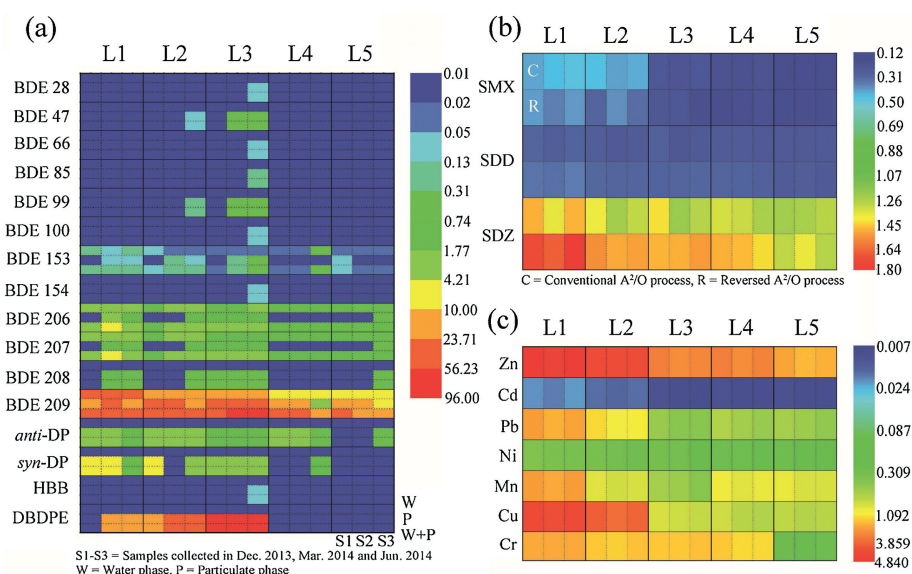 (a)
L1 L2 L3 L4 L5
BDE 28
BDE 47
BDE 66
BDE 85
BDE 99
BDE 100
BDE 153
BDE 154
BDE 206
BDE 207
BDE 208
BDE 209
anti-DP
syn-DP
HBB
DBDPE
W
P
W+P
S1 S2 S3
0.01
0.02
0.05
0.13
0.31
0.74
1.77
4.21
10.00
23.71
56.23
96.00
S1-S3 = Samples collected in Dec. 2013, Mar. 2014 and Jun. 2014
W = Water phase, P = Particulate phase
(b)
L1 L2 L3 L4 L5
SMX
C
R
SDD
SDZ
0.12
0.31
0.50
0.69
0.88
1.07
1.26
1.45
1.64
1.80
C = Conventional A²/O process, R = Reversed A²/O process
(c)
L1 L2 L3 L4 L5
Zn
Cd
Pb
Ni
Mn
Cu
Cr
0.007
0.024
0.087
0.309
1.092
3.859
4.840